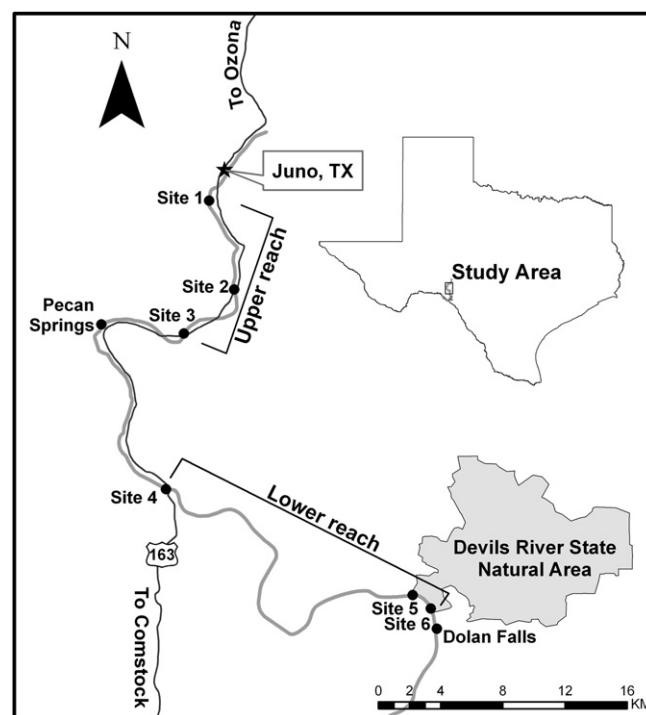 N
To Ozona
Juno, TX
Site 1
Study Area
Site 2
Upper reach
Pecan
Springs
Site 3
Site 4
Lower reach
163
Devils River State
Natural Area
Site 5
Site 6
Dolan Falls
To Comstock
0 2 4 8 12 16
KM